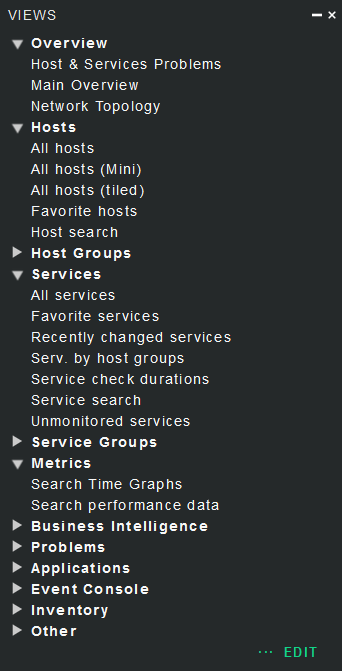 VIEWS
Overview
Host & Services Problems
Main Overview
Network Topology
Hosts
All hosts
All hosts (Mini)
All hosts (tiled)
Favorite hosts
Host search
Host Groups
Services
All services
Favorite services
Recently changed services
Serv. by host groups
Service check durations
Service search
Unmonitored services
Service Groups
Metrics
Search Time Graphs
Search performance data
Business Intelligence
Problems
Applications
Event Console
Inventory
Other
... EDIT